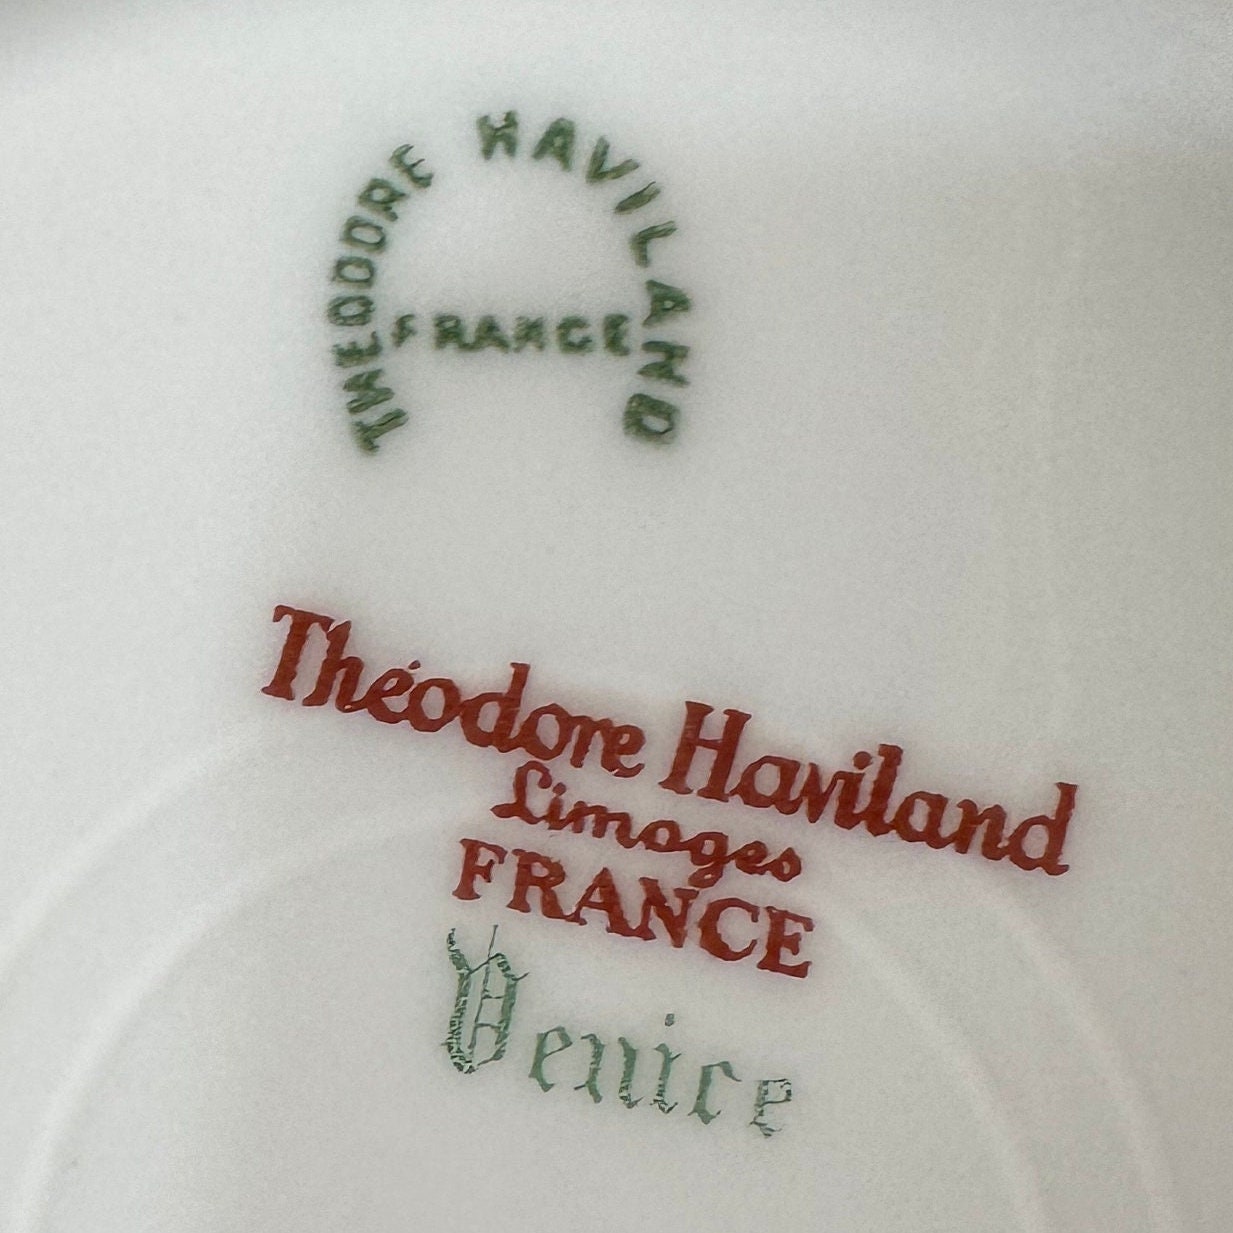 THEODORE HAVILAND
FRANCE
Théodore Haviland
Limoges
FRANCE
Venice